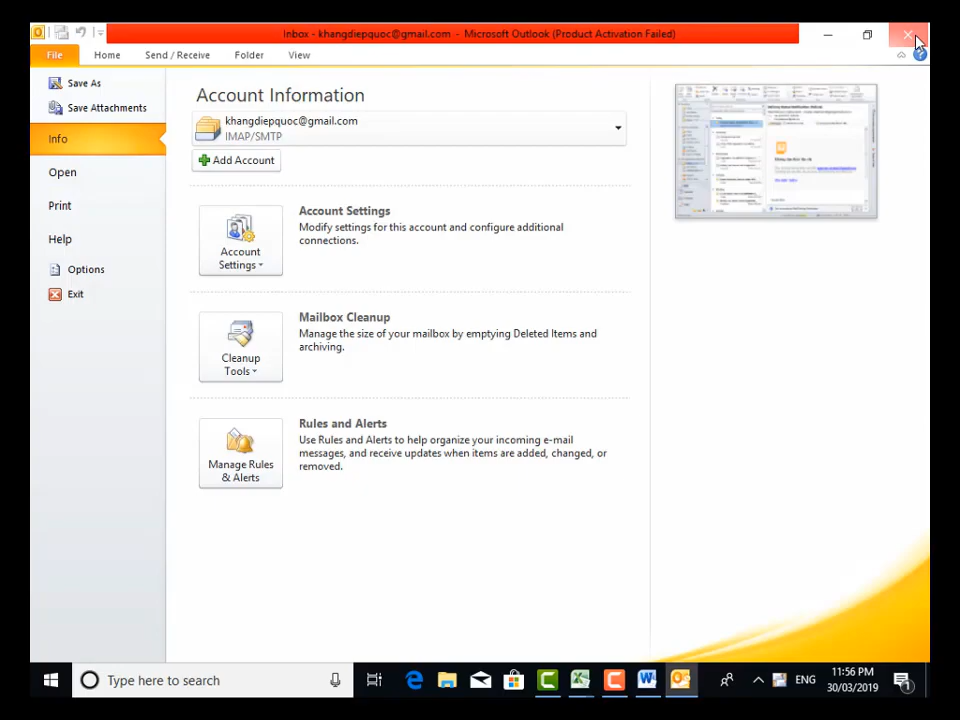 Inbox - khangdiepquoc@gmail.com - Microsoft Outlook (Product Activation Failed)
File Home Send / Receive Folder View
Save As
Save Attachments
Info
Open
Print
Help
Options
Exit
Account Information
khangdiepquoc@gmail.com
IMAP/SMTP
Add Account
Account Settings
Account Settings
Modify settings for this account and configure additional
connections.
Cleanup Tools
Mailbox Cleanup
Manage the size of your mailbox by emptying Deleted Items and
archiving.
Manage Rules & Alerts
Rules and Alerts
Use Rules and Alerts to help organize your incoming e-mail
messages, and receive updates when items are added, changed, or
removed.
Type here to search
ENG
11:56 PM
30/03/2019
1